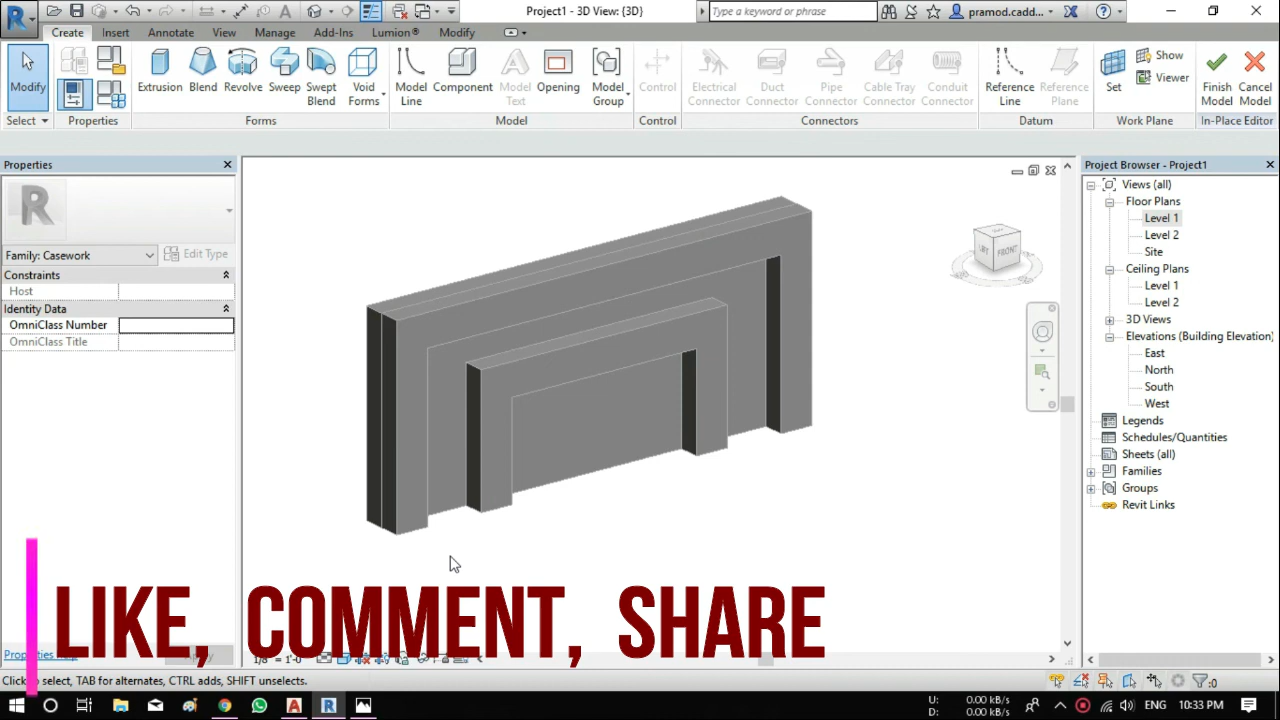 Project1 - 3D View: {3D}
Type a keyword or phrase
pramod.cadd...
Create Insert Annotate View Manage Add-Ins Lumion® Modify
Modify
Extrusion Blend Revolve Sweep Swept Blend Void Forms
Model Line Component Model Text Opening Model Group
Control
Electrical Connector Duct Connector Pipe Connector Cable Tray Connector Conduit Connector
Reference Line Reference Plane
Set Show Viewer
Finish Model Cancel Model
Select Properties Forms Model Control Connectors Datum Work Plane In-Place Editor
Properties
Family: Casework
Edit Type
Constraints
Host
Identity Data
OmniClass Number
OmniClass Title
FRONT
Project Browser - Project1
Views (all)
Floor Plans
Level 1
Level 2
Site
Ceiling Plans
Level 1
Level 2
3D Views
Elevations (Building Elevation)
East
North
South
West
Legends
Schedules/Quantities
Sheets (all)
Families
Groups
Revit Links
LIKE, COMMENT, SHARE
select, TAB for alternates, CTRL adds, SHIFT unselects.
:0
U: 0.00 kB/s
D: 0.00 kB/s
ENG
10:33 PM